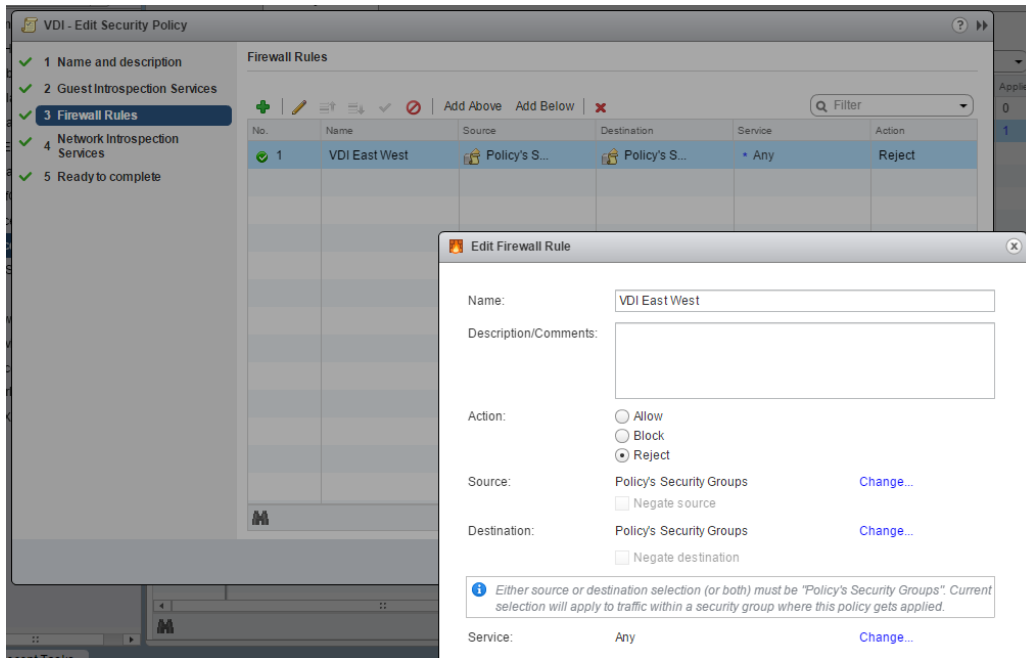 VDI - Edit Security Policy
?
1 Name and description
2 Guest Introspection Services
3 Firewall Rules
4 Network Introspection
Services
5 Ready to complete
Firewall Rules
Add Above Add Below
Filter
No. Name Source Destination Service Action
1 VDI East West Policy's S... Policy's S... Any Reject
Applie
0
1
Edit Firewall Rule
Name: VDI East West
Description/Comments:
Action: Allow
Block
Reject
Source: Policy's Security Groups Change...
Negate source
Destination: Policy's Security Groups Change...
Negate destination
Either source or destination selection (or both) must be "Policy's Security Groups". Current
selection will apply to traffic within a security group where this policy gets applied.
Service: Any Change...